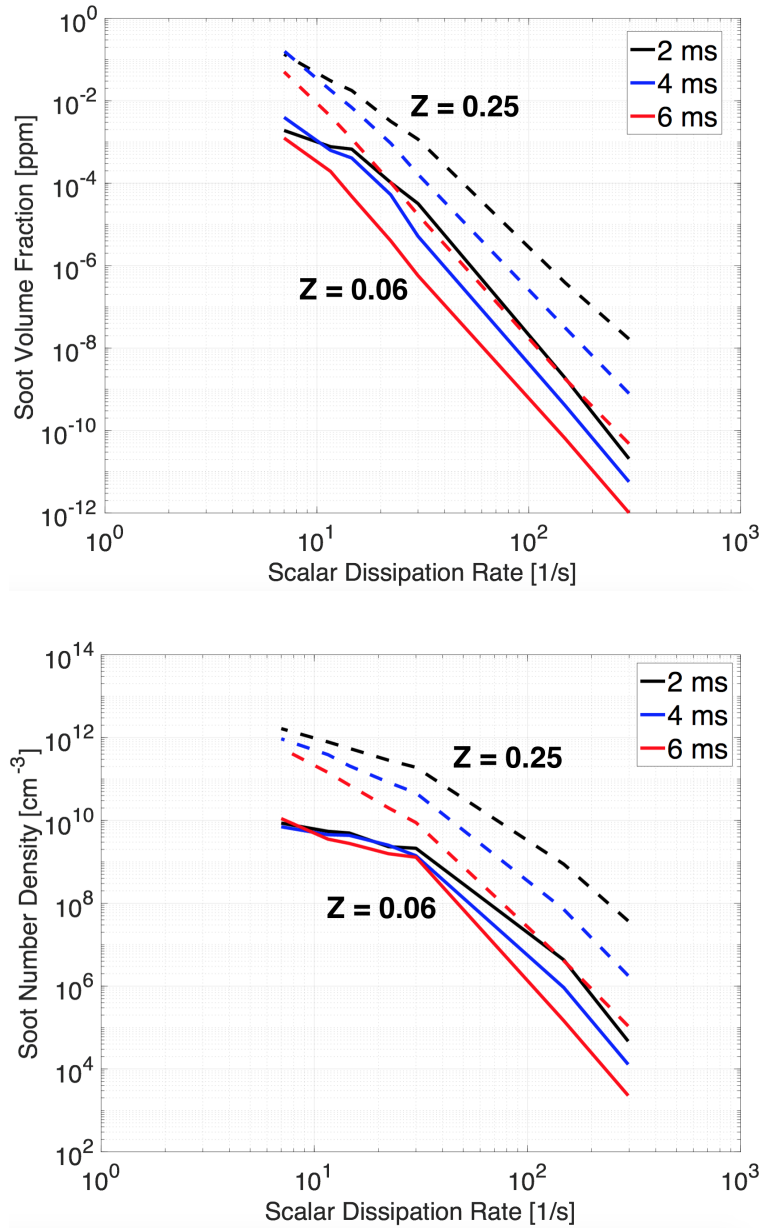 10^0
10^-2
10^-4
10^-6
10^-8
10^-10
10^-12
Soot Volume Fraction [ppm]
2 ms
4 ms
6 ms
Z = 0.25
Z = 0.06
10^0 10^1 10^2 10^3
Scalar Dissipation Rate [1/s]
10^14
10^12
10^10
10^8
10^6
10^4
10^2
Soot Number Density [cm^-3]
2 ms
4 ms
6 ms
Z = 0.25
Z = 0.06
10^0 10^1 10^2 10^3
Scalar Dissipation Rate [1/s]